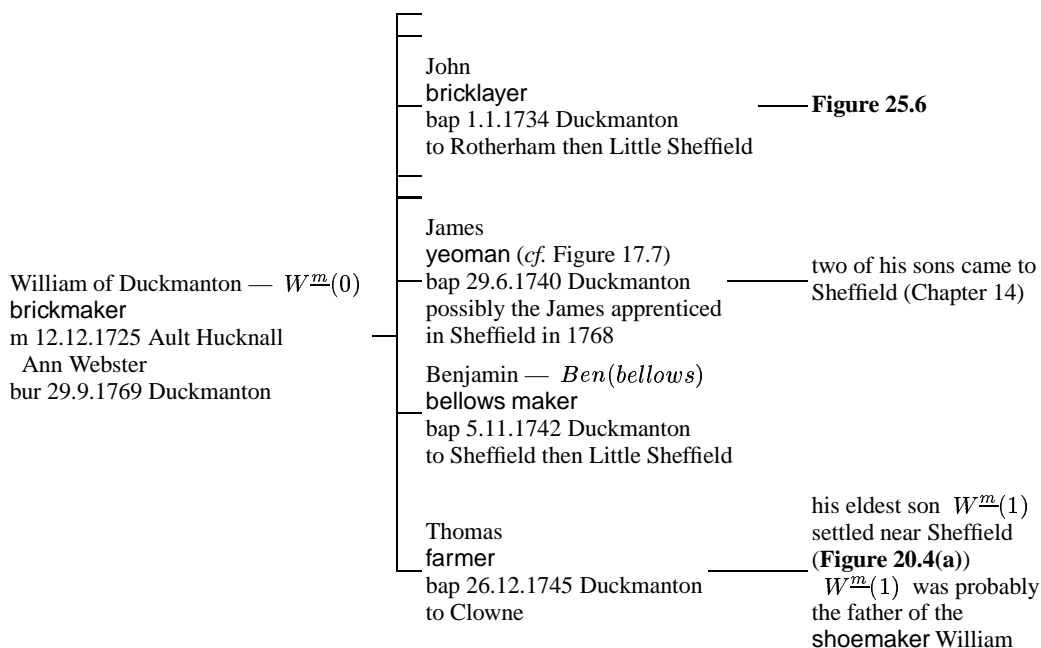 William of Duckmanton — W^m(0)
brickmaker
m 12.12.1725 Ault Hucknall
Ann Webster
bur 29.9.1769 Duckmanton
John
bricklayer
bap 1.1.1734 Duckmanton
to Rotherham then Little Sheffield
Figure 25.6
James
yeoman (cf. Figure 17.7)
bap 29.6.1740 Duckmanton
possibly the James apprenticed
in Sheffield in 1768
two of his sons came to
Sheffield (Chapter 14)
Benjamin — Ben(bellows)
bellows maker
bap 5.11.1742 Duckmanton
to Sheffield then Little Sheffield
Thomas
farmer
bap 26.12.1745 Duckmanton
to Clowne
his eldest son W^m(1)
settled near Sheffield
(Figure 20.4(a))
W^m(1) was probably
the father of the
shoemaker William